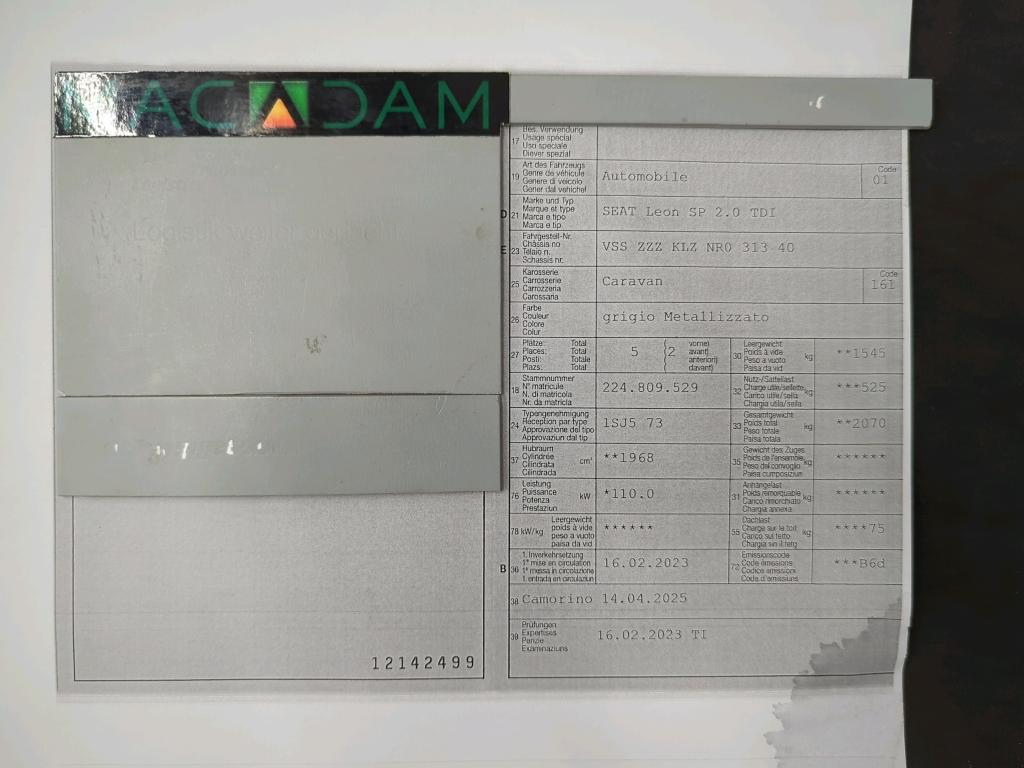 MACADAM
17 Bes. Verwendung
Usage spécial
Uso speciale
Diever spezial
19 Art des Fahrzeugs
Genre de véhicule
Genere di veicolo
Gener dal vehichel
Automobile
Code
01
D 21 Marke und Typ
Marque et type
Marca e tipo
Marca e tip
SEAT Leon SP 2.0 TDI
E 23 Fahrgestell-Nr.
Châssis no
Telaio n.
Schassis nr.
VSS ZZZ KLZ NR0 313 40
25 Karosserie
Carrosserie
Carrozzeria
Carossaria
Caravan
Code
161
26 Farbe
Couleur
Colore
Colur
grigio Metallizzato
27 Plätze: Total
Places: Total
Posti: Totale
Plazs: Total
5 (2 vorne)
avant)
anteriori)
davant)
30 Leergewicht
Poids à vide
Peso a vuoto
Paisa da vid
kg
**1545
18 Stammnummer
N° matricule
N. di matricola
Nr. da matricla
224.809.529
32 Nutz-/Sattellast
Charge utile/sellette
Carico utile/sella
Chargia utila/sella
kg
***525
24 Typengenehmigung
Réception par type
Approvazione del tipo
Approvaziun dal tip
1SJ5 73
33 Gesamtgewicht
Poids total
Peso totale
Paisa totala
kg
**2070
37 Hubraum
Cylindrée
Cilindrata
Cilindrada
cm³
**1968
35 Gewicht des Zuges
Poids de l'ensemble
Peso del convoglio
Paisa cumposiziun
kg
******
76 Leistung
Puissance
Potenza
Prestaziun
kW
*110.0
31 Anhängelast
Poids remorquable
Carico rimorchiato
Chargia annexa
kg
******
78 kW/kg Leergewicht
poids à vide
peso a vuoto
paisa da vid
******
55 Dachlast
Charge sur le toit
Carico sul tetto
Chargia sin il tetg
kg
****75
B 36 1. Inverkehrsetzung
1re mise en circulation
1a messa in circolazione
1. entrada en circulaziun
16.02.2023
72 Emissionscode
Code émissions
Codice emissioni
Code d'emissiuns
***B6d
38 Camorino 14.04.2025
39 Prüfungen
Expertises
Perizie
Examinaziuns
16.02.2023 TI
12142499